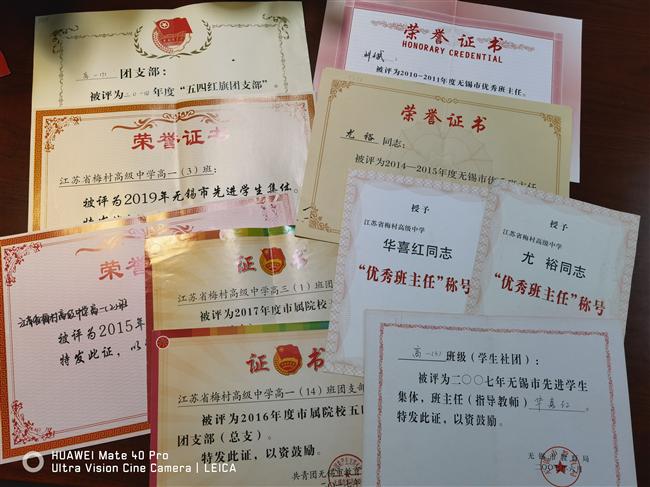 团支部：
被评为二〇一四年度“五四红旗团支部”
荣誉证书
HONORARY CREDENTIAL
被评为2010-2011年度无锡市优秀班主任。
荣誉证书
江苏省梅村高级中学高一（3）班：
被评为2019年无锡市先进学生集体。
荣誉证书
尤裕 同志：
被评为2014—2015年度无锡市优秀班主任
授予
江苏省梅村高级中学
华喜红同志
“优秀班主任”称号
授予
江苏省梅村高级中学
尤 裕同志
“优秀班主任”称号
荣誉
江苏省梅村高级中学高一(2)班
被评为2015年
特发此证，以
证 书
江苏省梅村高级中学高三（1）班团
被评为2017年度市属院校
证 书
江苏省梅村高级中学高一（14）班团支部
被评为2016年度市属院校五
团支部（总支）。
特发此证，以资鼓励。
共青团无锡市教育
班级（学生社团）：
被评为二〇〇七年无锡市先进学生
集体，班主任（指导教师）华喜红。
特发此证，以资鼓励。
无锡市教育局
HUAWEI Mate 40 Pro
Ultra Vision Cine Camera | LEICA